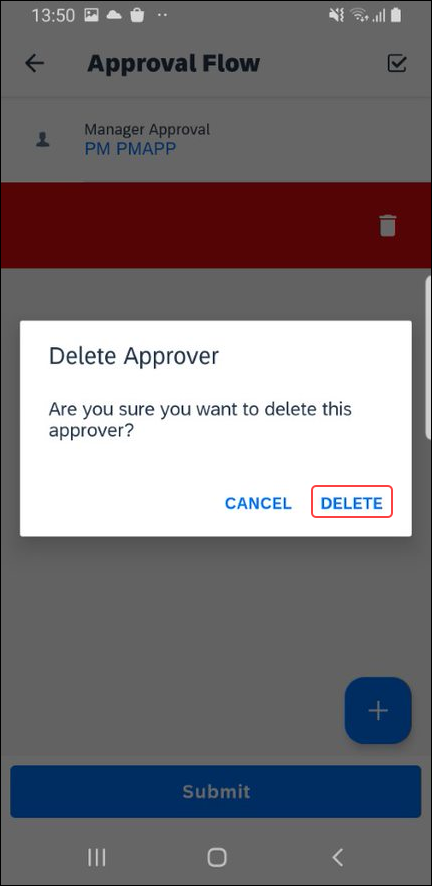 13:50
Approval Flow
Manager Approval
PM PMAPP
Delete Approver
Are you sure you want to delete this
approver?
CANCEL DELETE
Submit